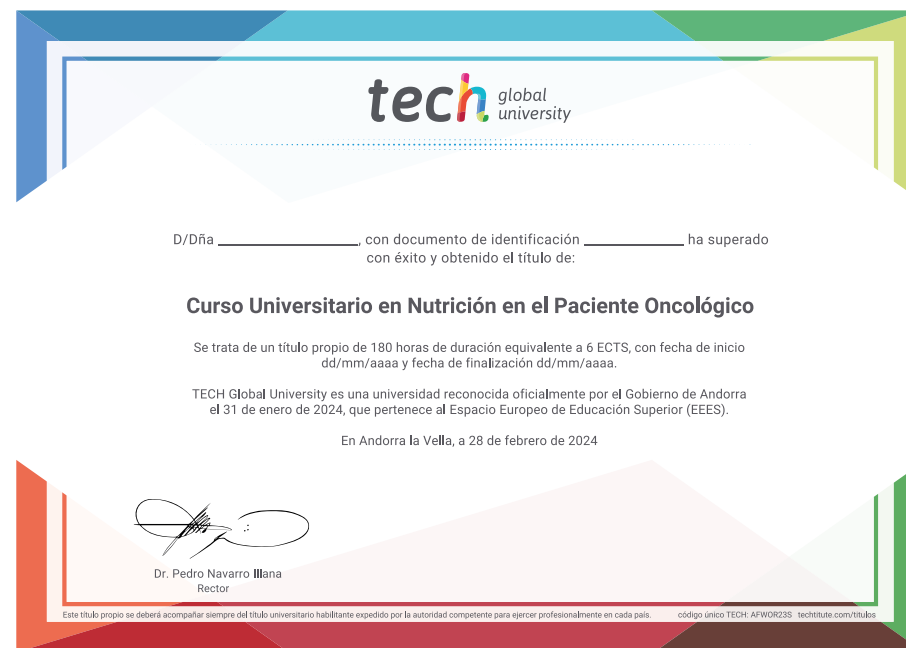 tech global university
D/Dña ______________, con documento de identificación __________ ha superado
con éxito y obtenido el título de:
Curso Universitario en Nutrición en el Paciente Oncológico
Se trata de un título propio de 180 horas de duración equivalente a 6 ECTS, con fecha de inicio
dd/mm/aaaa y fecha de finalización dd/mm/aaaa.
TECH Global University es una universidad reconocida oficialmente por el Gobierno de Andorra
el 31 de enero de 2024, que pertenece al Espacio Europeo de Educación Superior (EEES).
En Andorra la Vella, a 28 de febrero de 2024
Dr. Pedro Navarro Illana
Rector
Este título propio se deberá acompañar siempre del título universitario habilitante expedido por la autoridad competente para ejercer profesionalmente en cada país. código único TECH: AFWOR23S techtitute.com/titulos